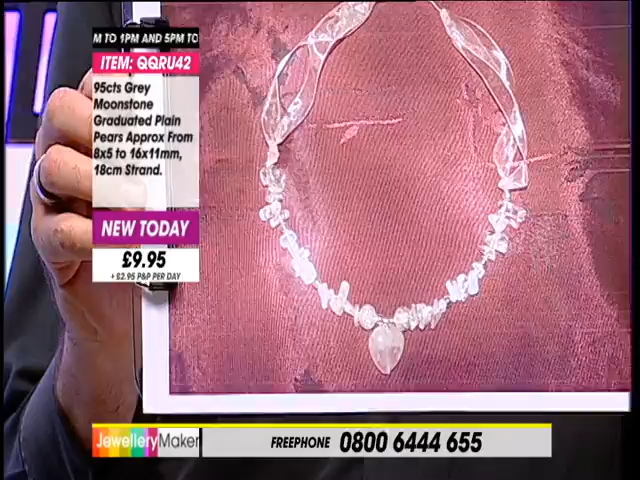 M TO 1PM AND 5PM TO
ITEM: QQRU42
95cts Grey
Moonstone
Graduated Plain
Pears Approx From
8x5 to 16x11mm,
18cm Strand.
NEW TODAY
£9.95
+ £2.95 P&P PER DAY
JewelleryMaker
FREEPHONE 0800 6444 655